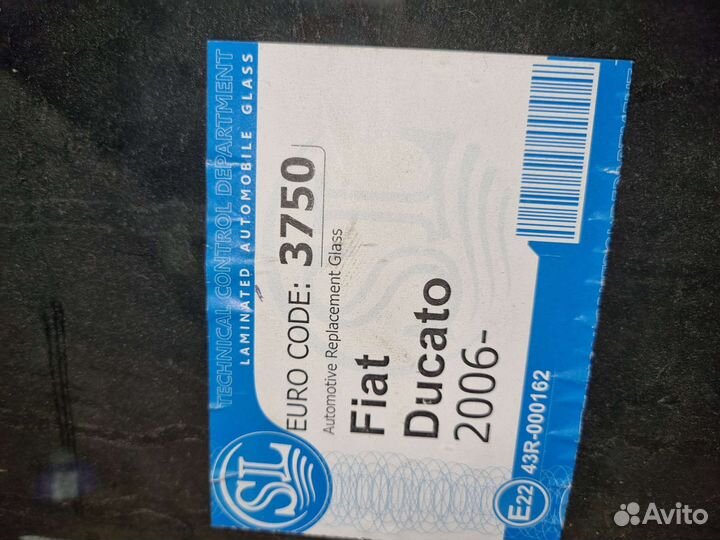 TECHNICAL CONTROL DEPARTMENT
LAMINATED AUTOMOBILE GLASS
SL
EURO CODE: 3750
Automotive Replacement Glass
Fiat
Ducato
2006-
E22 43R-000162
Avito